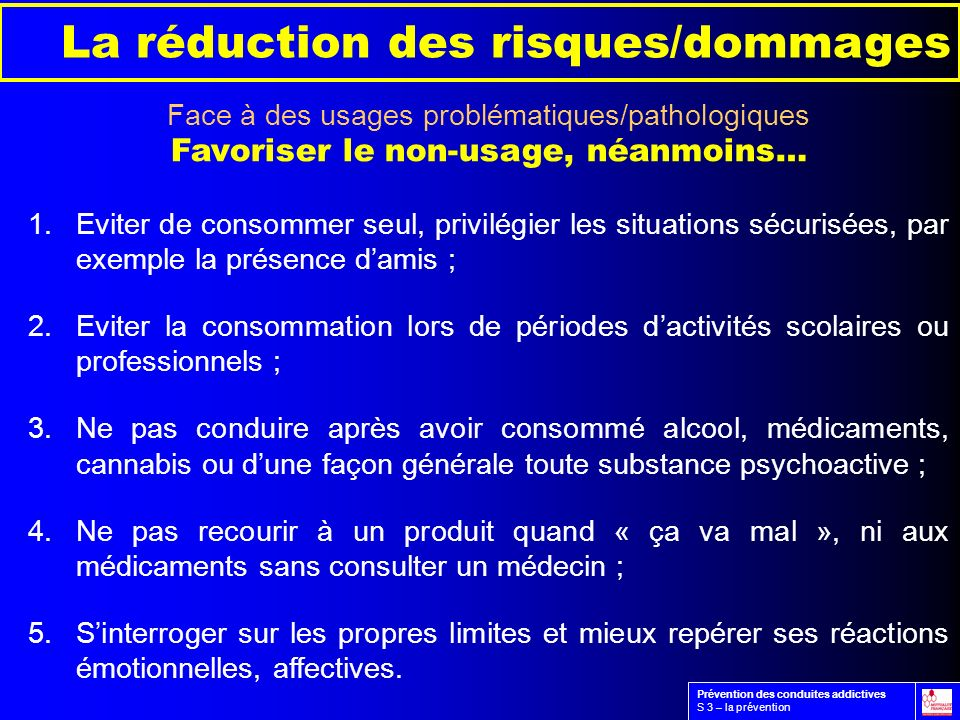 La réduction des risques/dommages
Face à des usages problématiques/pathologiques
Favoriser le non-usage, néanmoins...
1. Eviter de consommer seul, privilégier les situations sécurisées, par
exemple la présence d’amis ;
2. Eviter la consommation lors de périodes d’activités scolaires ou
professionnels ;
3. Ne pas conduire après avoir consommé alcool, médicaments,
cannabis ou d’une façon générale toute substance psychoactive ;
4. Ne pas recourir à un produit quand « ça va mal », ni aux
médicaments sans consulter un médecin ;
5. S’interroger sur les propres limites et mieux repérer ses réactions
émotionnelles, affectives.
Prévention des conduites addictives
S 3 – la prévention
MUTUALITÉ
FRANÇAISE